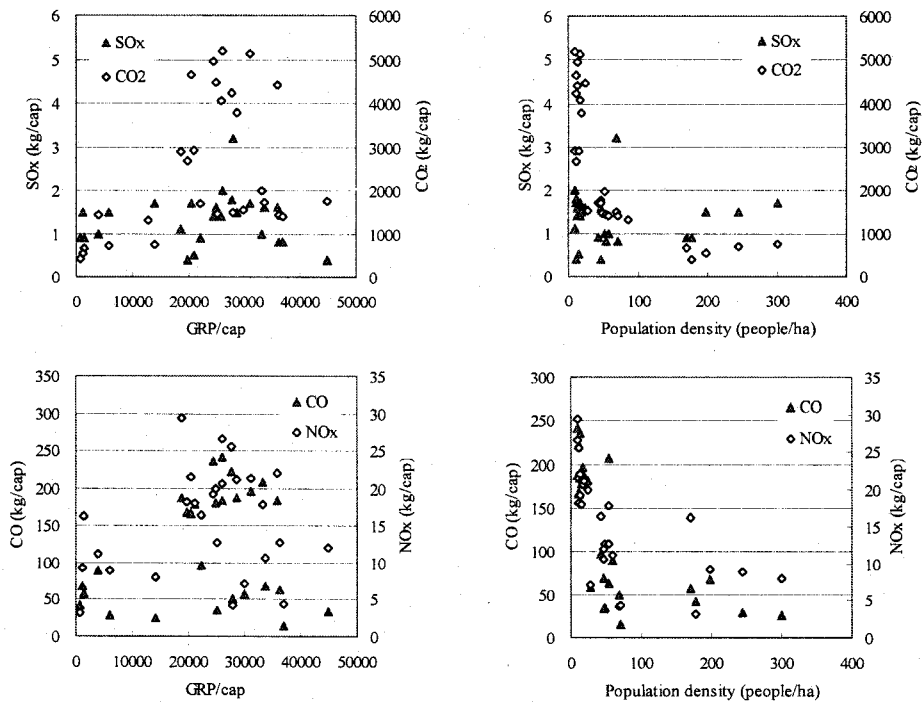 6 6000
5 SOx 5000
4 CO2 4000
3 3000
2 2000
1 1000
0 0
SOx (kg/cap)
CO₂ (kg/cap)
0 10000 20000 30000 40000 50000
GRP/cap
6 6000
5 SOx 5000
4 CO2 4000
3 3000
2 2000
1 1000
0 0
SOx (kg/cap)
CO₂ (kg/cap)
0 100 200 300 400
Population density (people/ha)
350 35
300 CO 30
250 NOx 25
200 20
150 15
100 10
50 5
0 0
CO (kg/cap)
NOx (kg/cap)
0 10000 20000 30000 40000 50000
GRP/cap
300 35
250 CO 30
200 NOx 25
150 20
100 15
50 10
0 5
0
CO (kg/cap)
NOx (kg/cap)
0 100 200 300 400
Population density (people/ha)